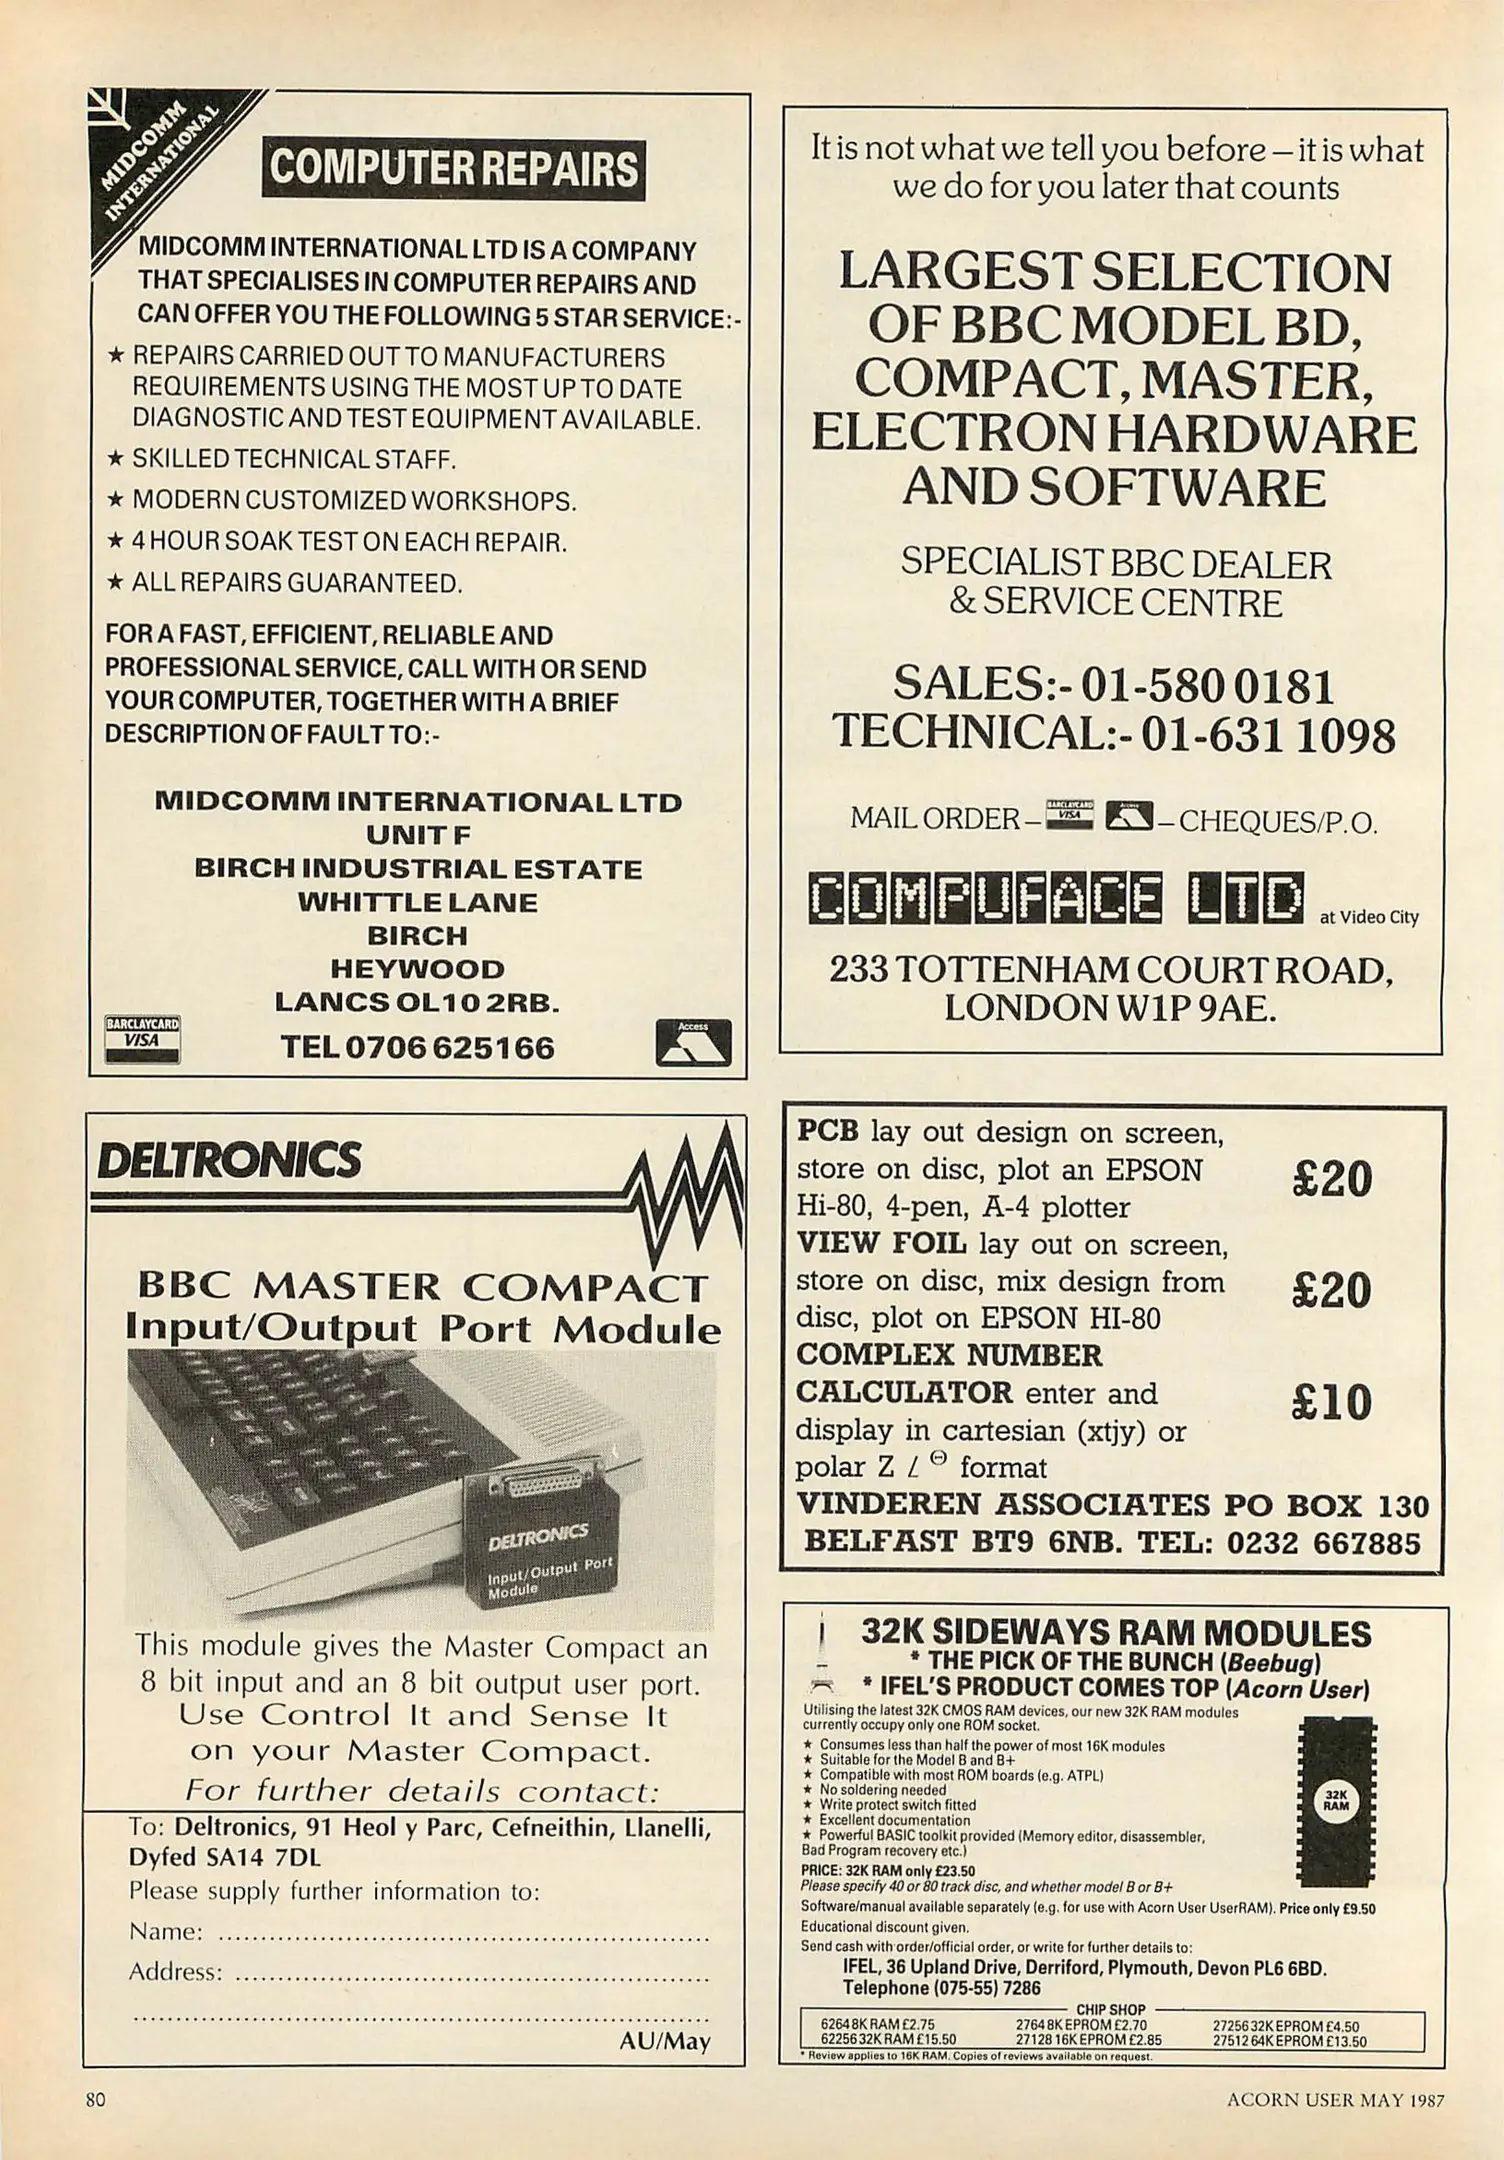 MIDCOMM
INTERNATIONAL
COMPUTER REPAIRS
MIDCOMM INTERNATIONAL LTD IS A COMPANY
THAT SPECIALISES IN COMPUTER REPAIRS AND
CAN OFFER YOU THE FOLLOWING 5 STAR SERVICE:-
★ REPAIRS CARRIED OUT TO MANUFACTURERS
REQUIREMENTS USING THE MOST UP TO DATE
DIAGNOSTIC AND TEST EQUIPMENT AVAILABLE.
★ SKILLED TECHNICAL STAFF.
★ MODERN CUSTOMIZED WORKSHOPS.
★ 4 HOUR SOAK TEST ON EACH REPAIR.
★ ALL REPAIRS GUARANTEED.
FOR A FAST, EFFICIENT, RELIABLE AND
PROFESSIONAL SERVICE, CALL WITH OR SEND
YOUR COMPUTER, TOGETHER WITH A BRIEF
DESCRIPTION OF FAULT TO:-
MIDCOMM INTERNATIONAL LTD
UNIT F
BIRCH INDUSTRIAL ESTATE
WHITTLE LANE
BIRCH
HEYWOOD
LANCS OL10 2RB.
TEL 0706 625166
BARCLAYCARD
VISA
Access
It is not what we tell you before – it is what
we do for you later that counts
LARGEST SELECTION
OF BBC MODEL BD,
COMPACT, MASTER,
ELECTRON HARDWARE
AND SOFTWARE
SPECIALIST BBC DEALER
& SERVICE CENTRE
SALES:- 01-580 0181
TECHNICAL:- 01-631 1098
MAIL ORDER – BARCLAYCARD VISA Access – CHEQUES/P.O.
COMPUFACE LTD at Video City
233 TOTTENHAM COURT ROAD,
LONDON W1P 9AE.
DELTRONICS
BBC MASTER COMPACT
Input/Output Port Module
DELTRONICS
Input/Output Port
Module
This module gives the Master Compact an
8 bit input and an 8 bit output user port.
Use Control It and Sense It
on your Master Compact.
For further details contact:
To: Deltronics, 91 Heol y Parc, Cefneithin, Llanelli,
Dyfed SA14 7DL
Please supply further information to:
Name: ............................................................
Address: ..........................................................
......................................................................
AU/May
PCB lay out design on screen,
store on disc, plot an EPSON £20
Hi-80, 4-pen, A-4 plotter
VIEW FOIL lay out on screen,
store on disc, mix design from £20
disc, plot on EPSON HI-80
COMPLEX NUMBER
CALCULATOR enter and £10
display in cartesian (xtjy) or
polar Z ∠ Θ format
VINDEREN ASSOCIATES PO BOX 130
BELFAST BT9 6NB. TEL: 0232 667885
32K SIDEWAYS RAM MODULES
* THE PICK OF THE BUNCH (Beebug)
* IFEL'S PRODUCT COMES TOP (Acorn User)
Utilising the latest 32K CMOS RAM devices, our new 32K RAM modules
currently occupy only one ROM socket.
★ Consumes less than half the power of most 16K modules
★ Suitable for the Model B and B+
★ Compatible with most ROM boards (e.g. ATPL)
★ No soldering needed
★ Write protect switch fitted
★ Excellent documentation
★ Powerful BASIC toolkit provided (Memory editor, disassembler,
Bad Program recovery etc.)
32K
RAM
PRICE: 32K RAM only £23.50
Please specify 40 or 80 track disc, and whether model B or B+
Software/manual available separately (e.g. for use with Acorn User UserRAM). Price only £9.50
Educational discount given.
Send cash with order/official order, or write for further details to:
IFEL, 36 Upland Drive, Derriford, Plymouth, Devon PL6 6BD.
Telephone (075-55) 7286
CHIP SHOP
6264 8K RAM £2.75 2764 8K EPROM £2.70 27256 32K EPROM £4.50
62256 32K RAM £15.50 27128 16K EPROM £2.85 27512 64K EPROM £13.50
* Review applies to 16K RAM. Copies of reviews available on request.
80
ACORN USER MAY 1987